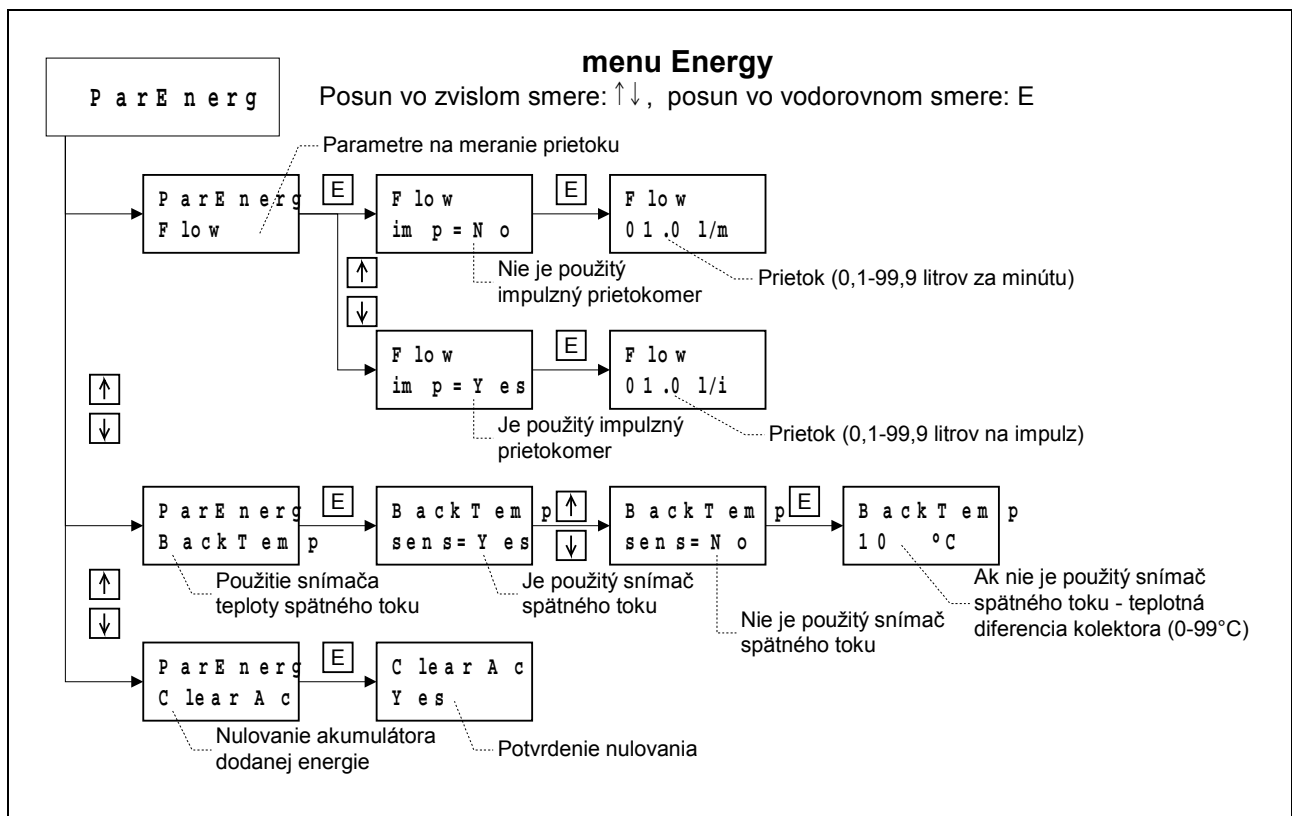 menu Energy
ParEnerg
Posun vo zvislom smere: ↑↓, posun vo vodorovnom smere: E
Parametre na meranie prietoku
ParEnerg
Flow
E
Flow
imp=No
E
Flow
01.0 l/m
Nie je použitý
impulzný prietokomer
Prietok (0,1-99,9 litrov za minútu)
↑
↓
Flow
imp=Yes
E
Flow
01.0 l/i
Je použitý impulzný
prietokomer
Prietok (0,1-99,9 litrov na impulz)
↑
↓
ParEnerg
BackTemp
E
BackTemp
sens=Yes
↑
↓
BackTemp
sens=No
E
BackTemp
10 °C
Použitie snímača
teploty spätného toku
Je použitý snímač
spätného toku
Nie je použitý snímač
spätného toku
Ak nie je použitý snímač
spätného toku - teplotná
diferencia kolektora (0-99°C)
↑
↓
ParEnerg
ClearAc
E
ClearAc
Yes
Nulovanie akumulátora
dodanej energie
Potvrdenie nulovania